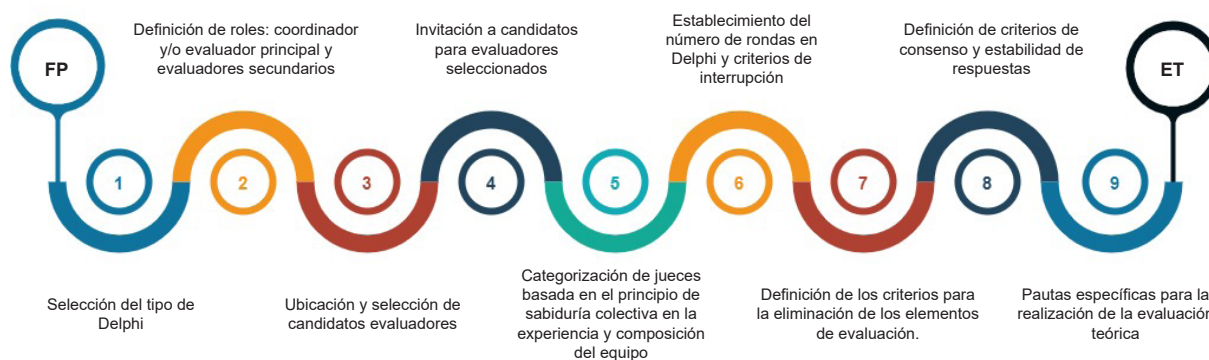 FP
Definición de roles: coordinador
y/o evaluador principal y
evaluadores secundarios
Invitación a candidatos
para evaluadores
seleccionados
Establecimiento del
número de rondas en
Delphi y criterios de
interrupción
Definición de criterios de
consenso y estabilidad de
respuestas
ET
1
2
3
4
5
6
7
8
9
Selección del tipo de
Delphi
Ubicación y selección de
candidatos evaluadores
Categorización de jueces
basada en el principio de
sabiduría colectiva en la
experiencia y composición
del equipo
Definición de los criterios para
la eliminación de los elementos
de evaluación.
Pautas específicas para la
realización de la evaluación
teórica